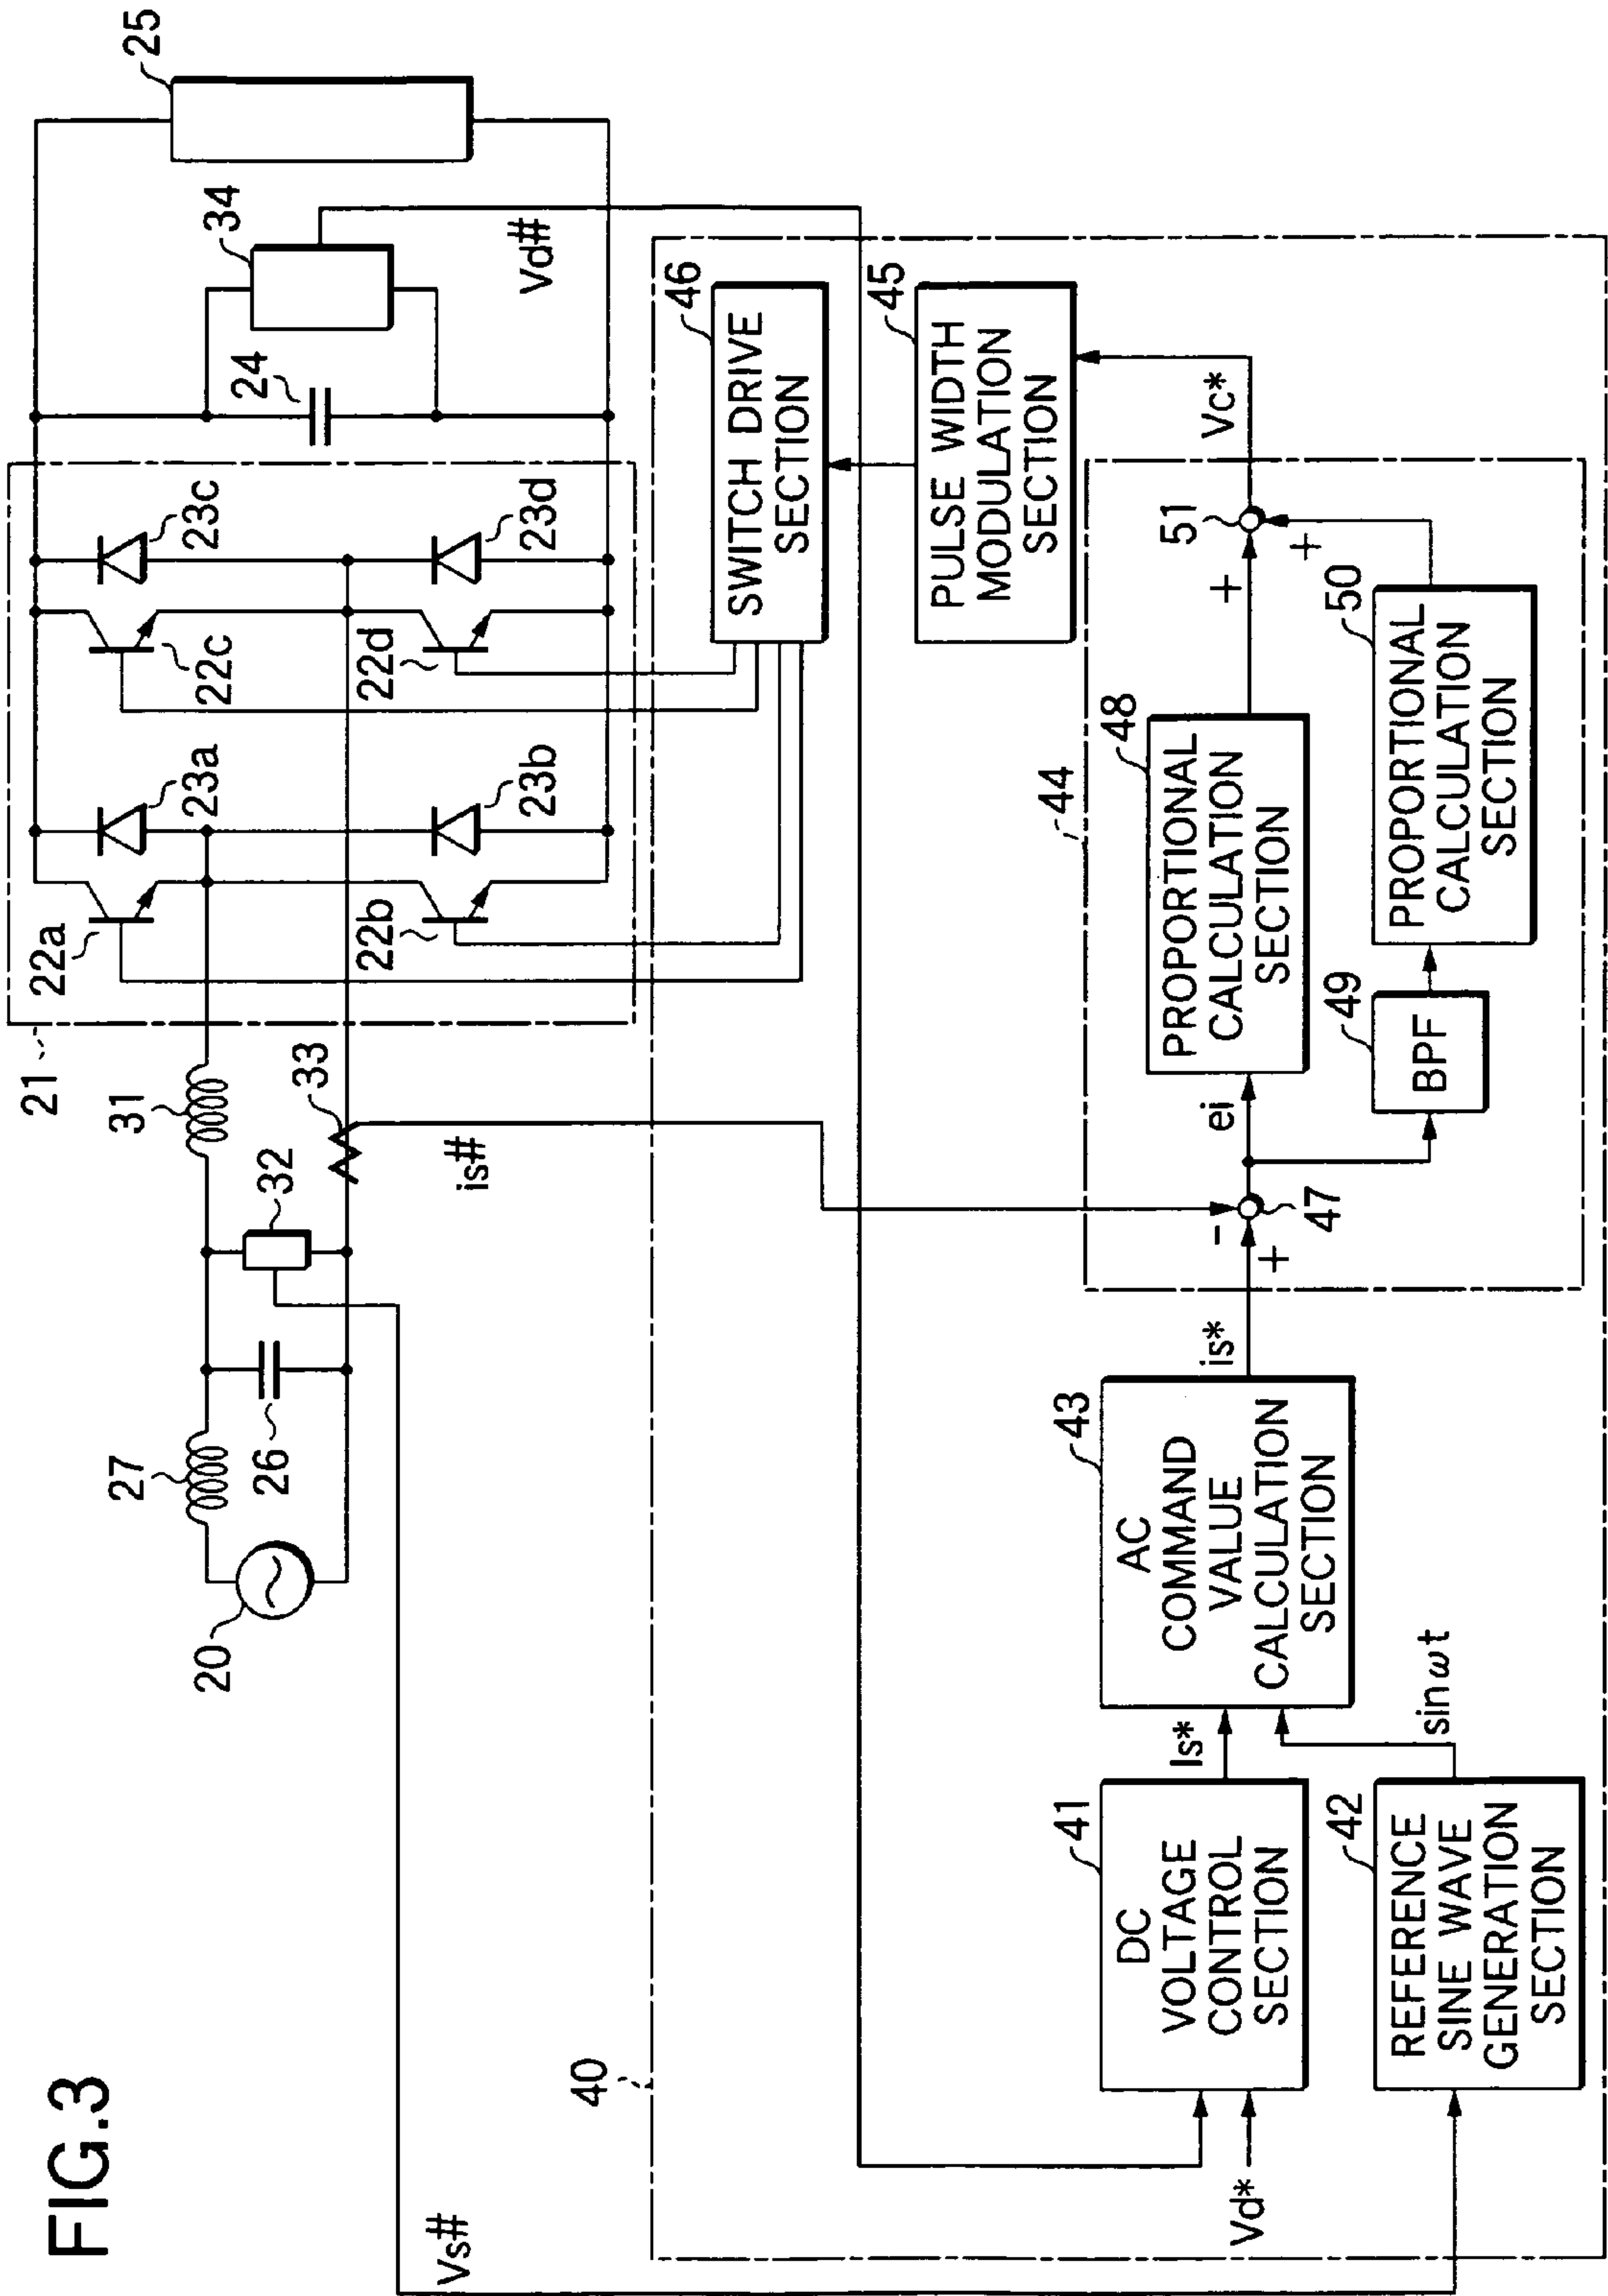 FIG.3
20
27
26
32
31
33
is#
Vs#
21
22a
23a
22b
23b
22c
23c
22d
23d
24
34
Vd#
25
40
46
SWITCH DRIVE
SECTION
45
PULSE WIDTH
MODULATION
SECTION
Vd*
41
DC
VOLTAGE
CONTROL
SECTION
Is*
42
REFERENCE
SINE WAVE
GENERATION
SECTION
sinωt
43
AC
COMMAND
VALUE
CALCULATION
SECTION
is*
44
-
+
47
ei
48
PROPORTIONAL
CALCULATION
SECTION
49
BPF
50
PROPORTIONAL
CALCULATION
SECTION
+
+
51
Vc*